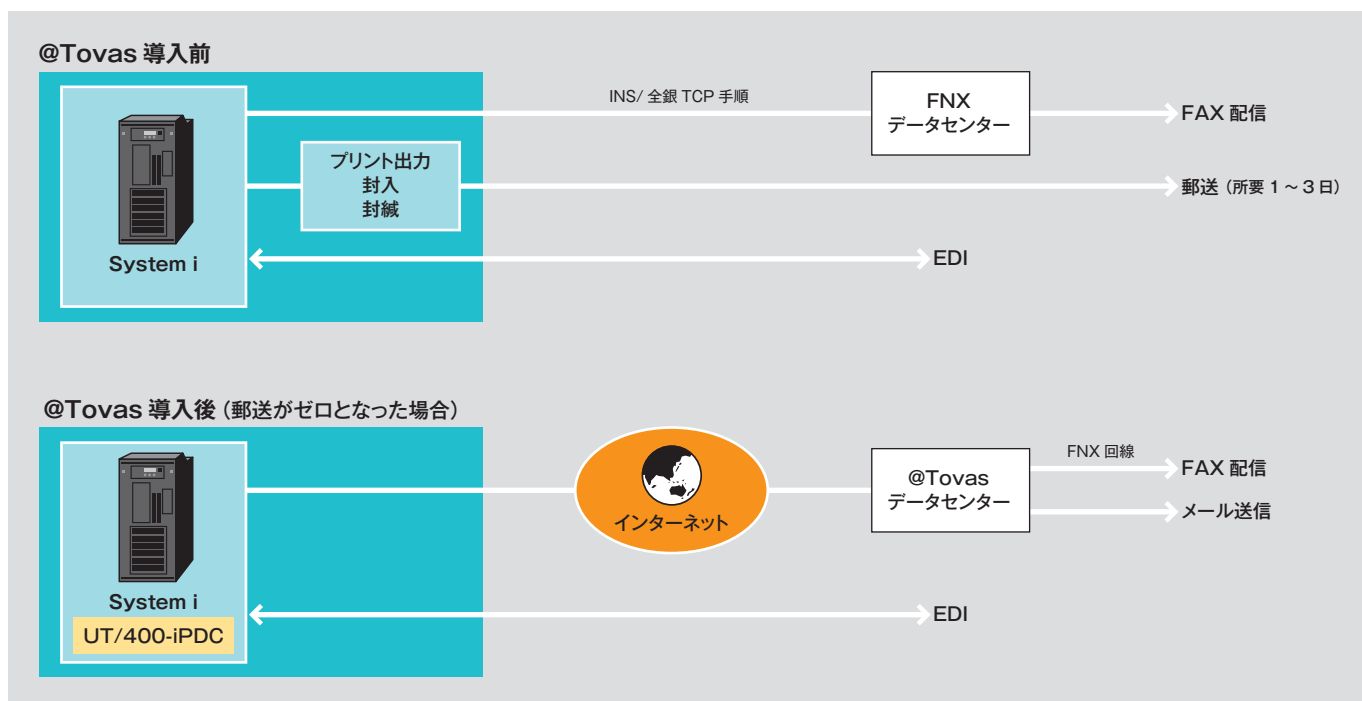 @Tovas 導入前
INS/ 全銀 TCP 手順
FNX
データセンター
FAX 配信
プリント出力
封入
封緘
郵送（所要 1 ～ 3 日）
System i
EDI
@Tovas 導入後（郵送がゼロとなった場合）
FNX 回線
@Tovas
データセンター
FAX 配信
メール送信
インターネット
System i
UT/400-iPDC
EDI